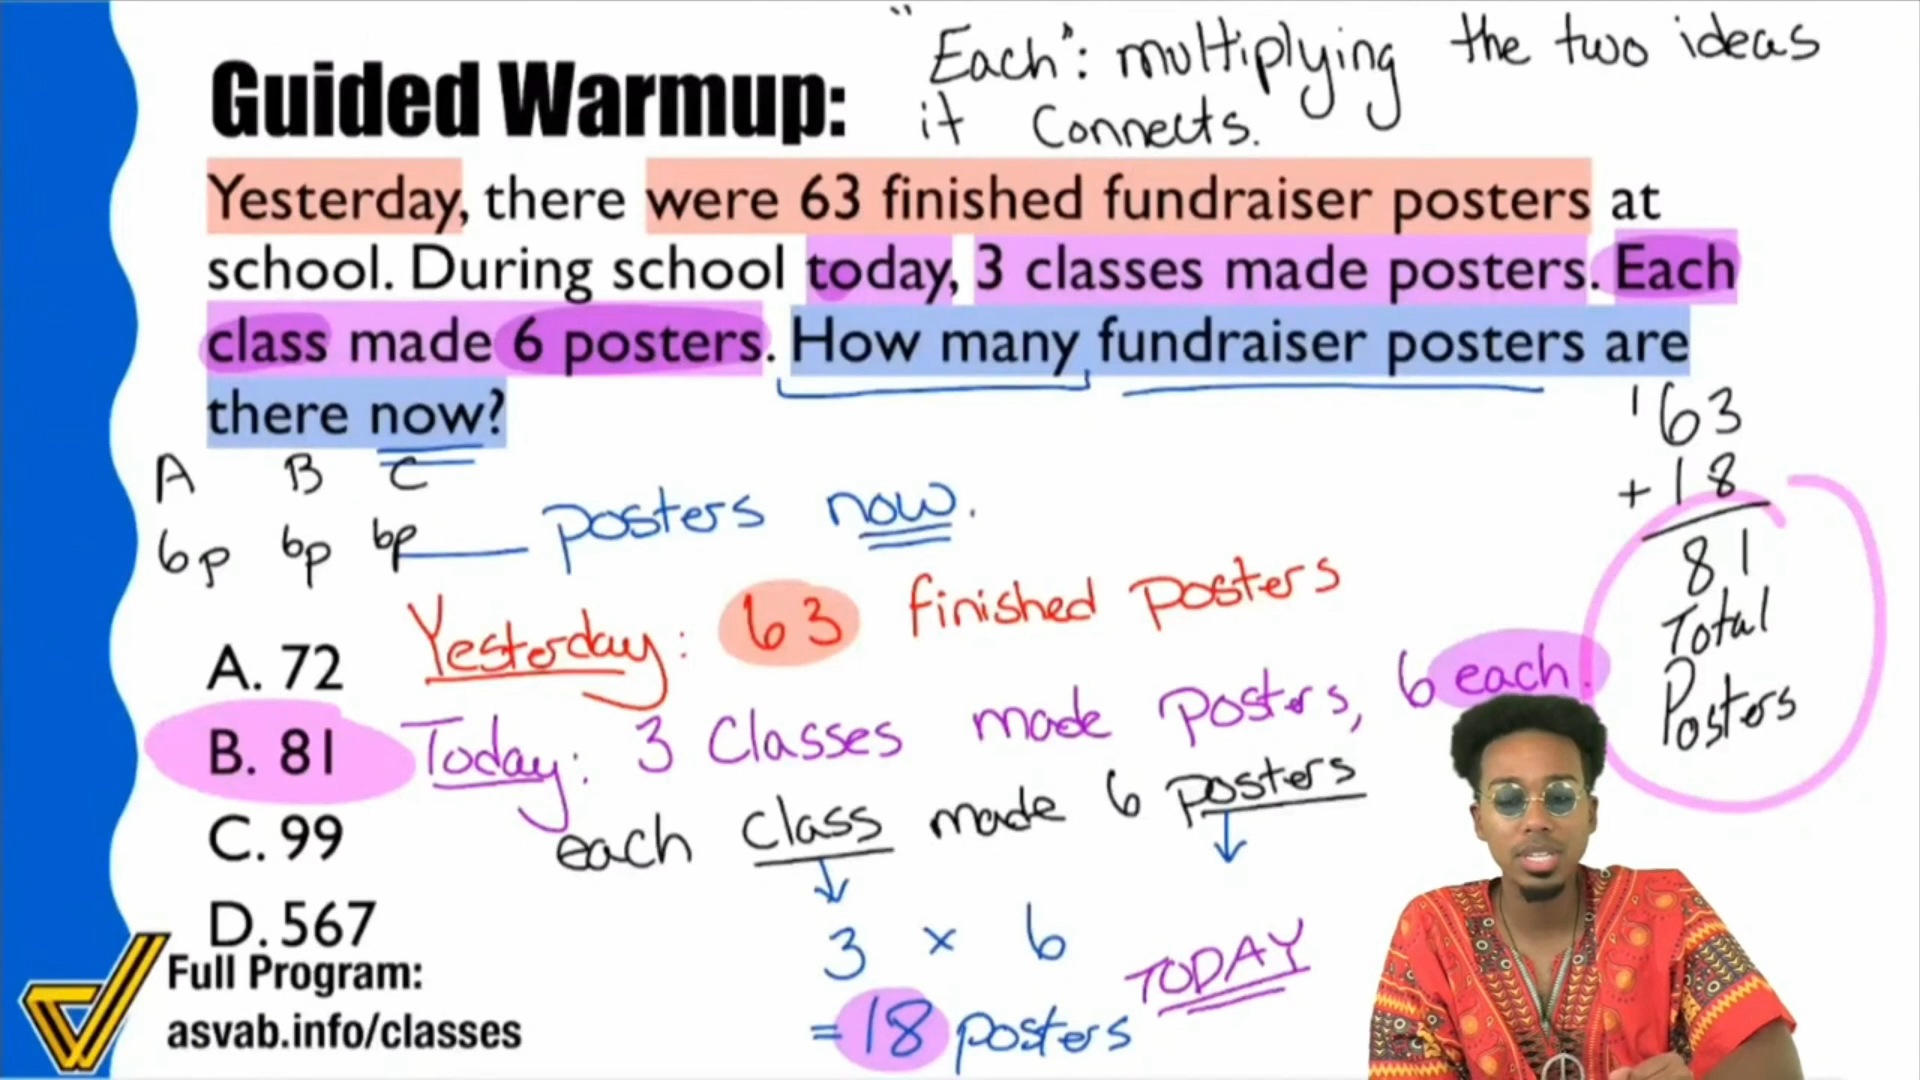 "Each": multiplying the two ideas
it connects.
Guided Warmup:
Yesterday, there were 63 finished fundraiser posters at
school. During school today, 3 classes made posters. Each
class made 6 posters. How many fundraiser posters are
there now?
A B C
6p 6p 6p
___ posters now.
Yesterday: 63 finished posters
Today: 3 Classes made posters, 6 each.
each class made 6 posters
3 × 6
= 18 posters TODAY
1 63
+ 18
81
Total
Posters
A. 72
B. 81
C. 99
D. 567
Full Program:
asvab.info/classes